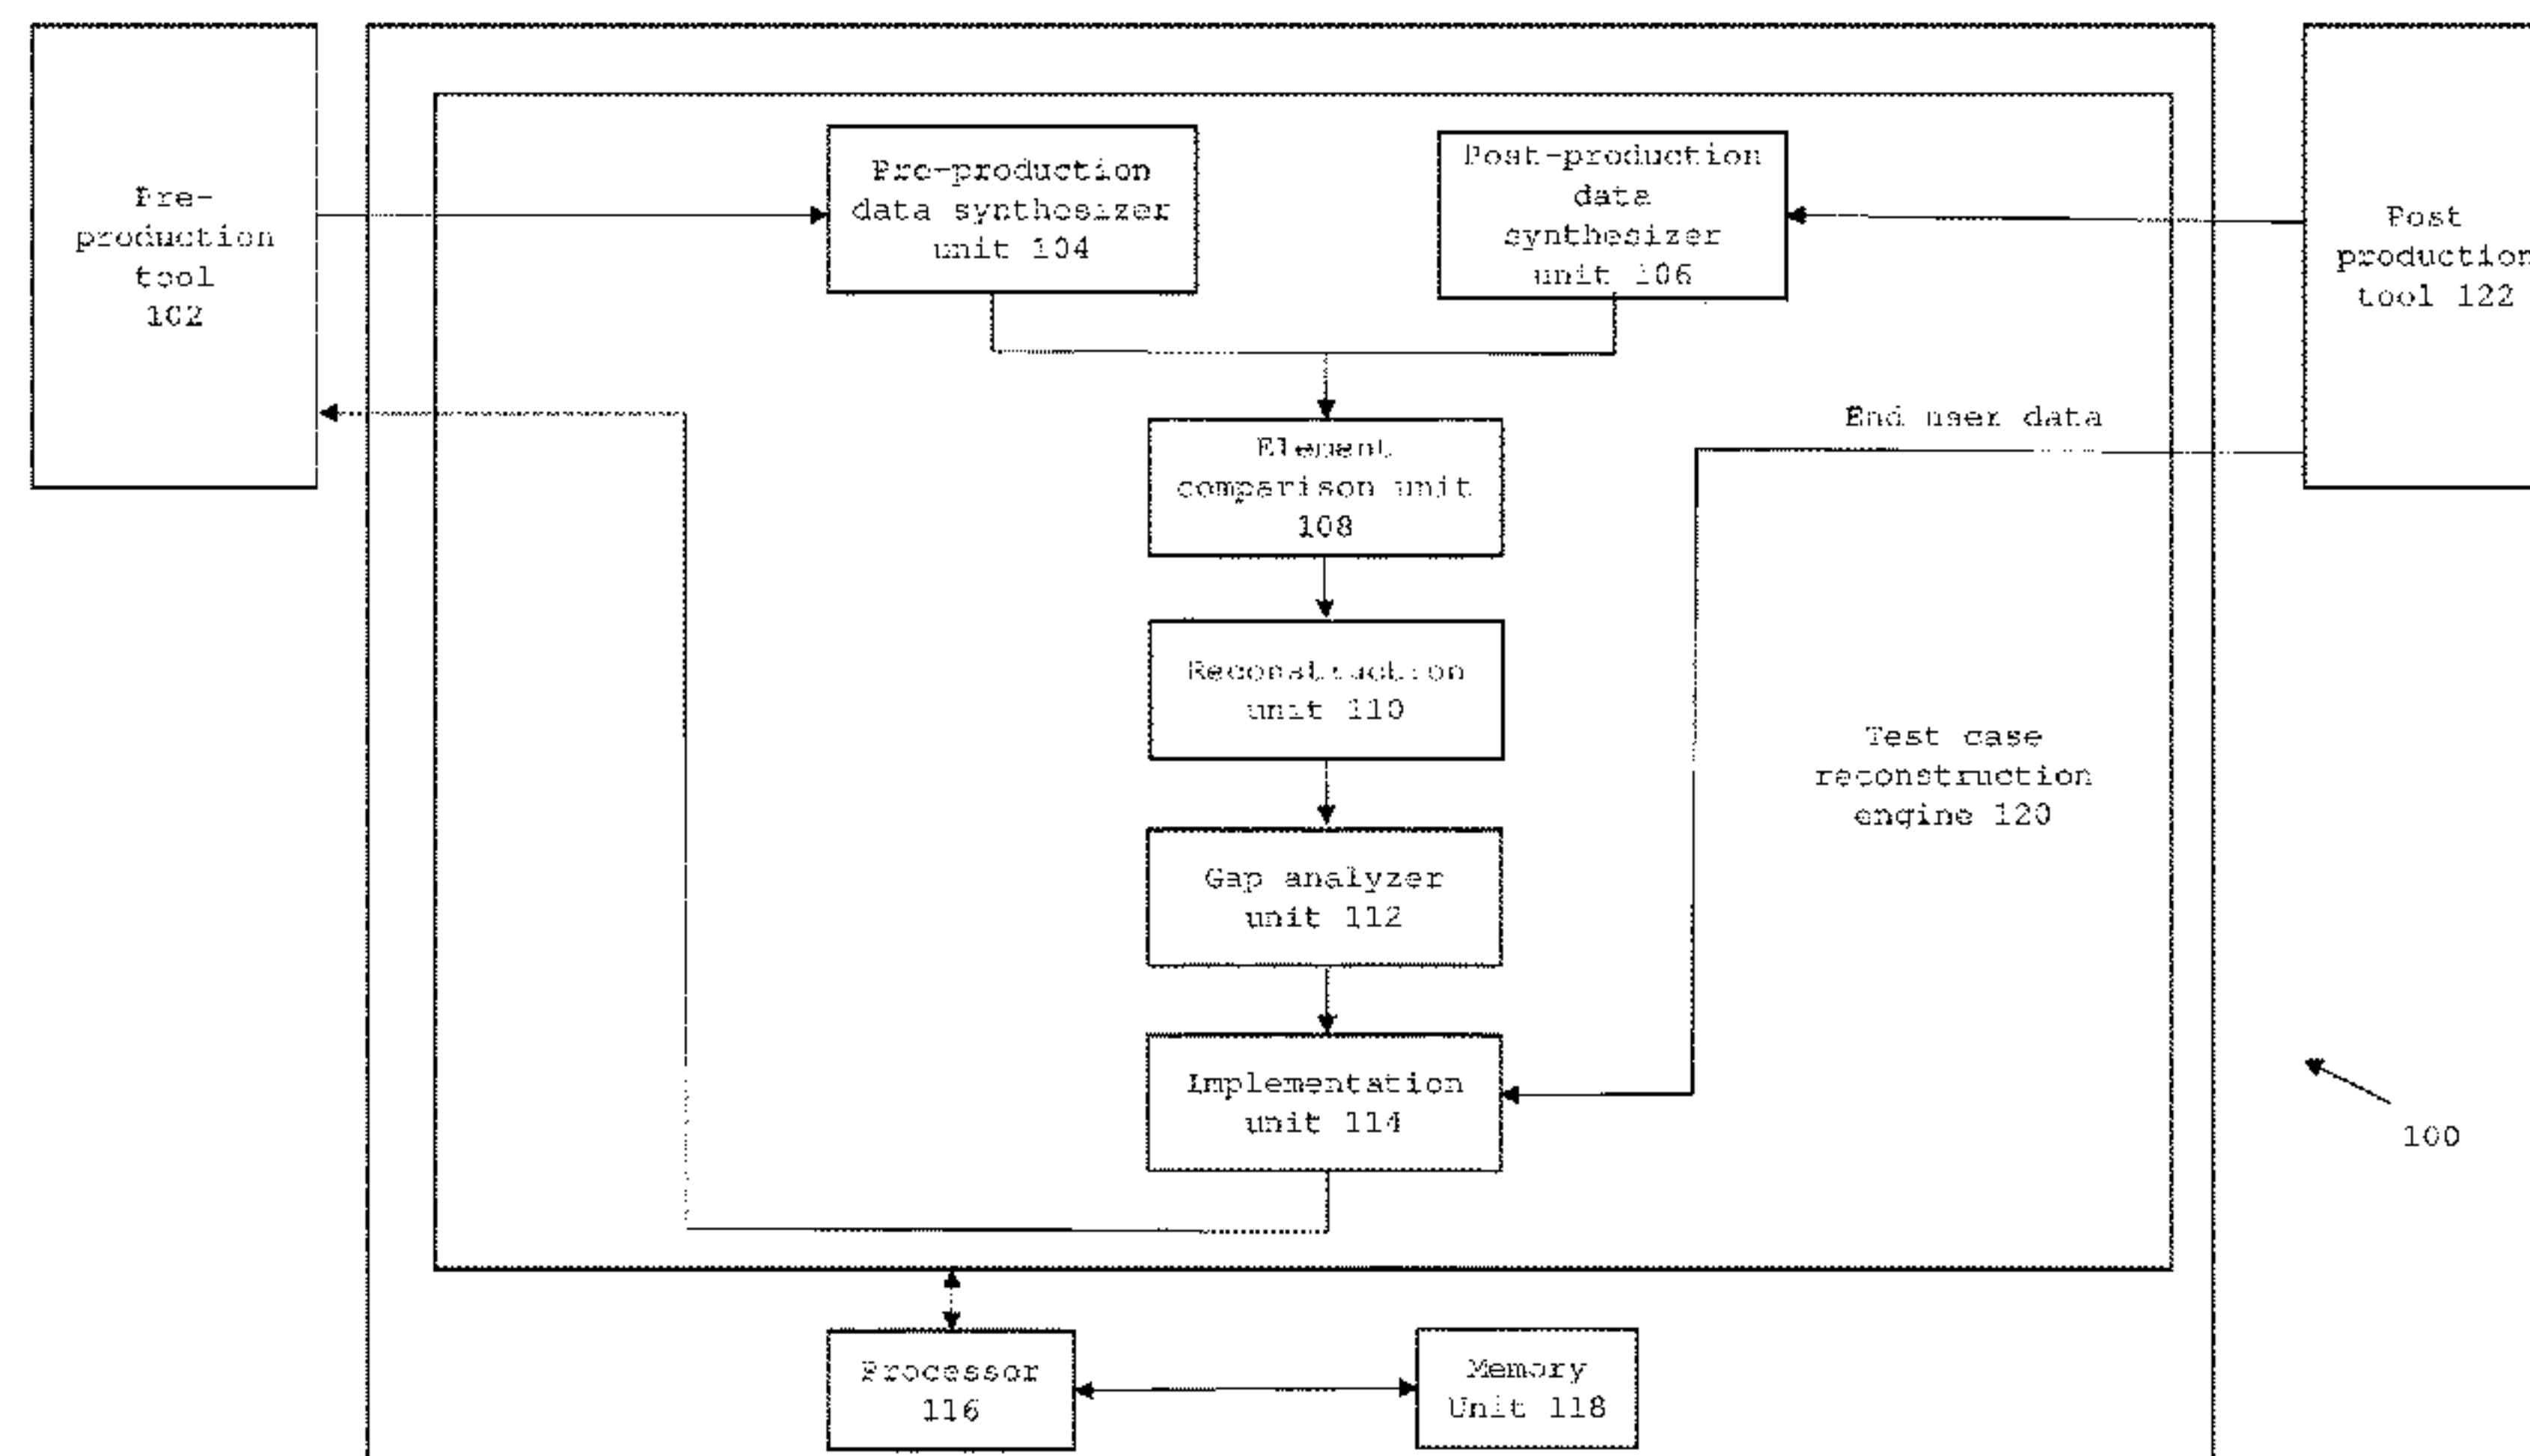 Pre-
production
tool
102
Pre-production
data synthesizer
unit 104
Post-production
data
synthesizer
unit 106
Post
production
tool 122
End user data
Element
comparison unit
108
Reconstruction
unit 110
Test case
reconstruction
engine 120
Gap analyzer
unit 112
Implementation
unit 114
100
Processor
116
Memory
Unit 118